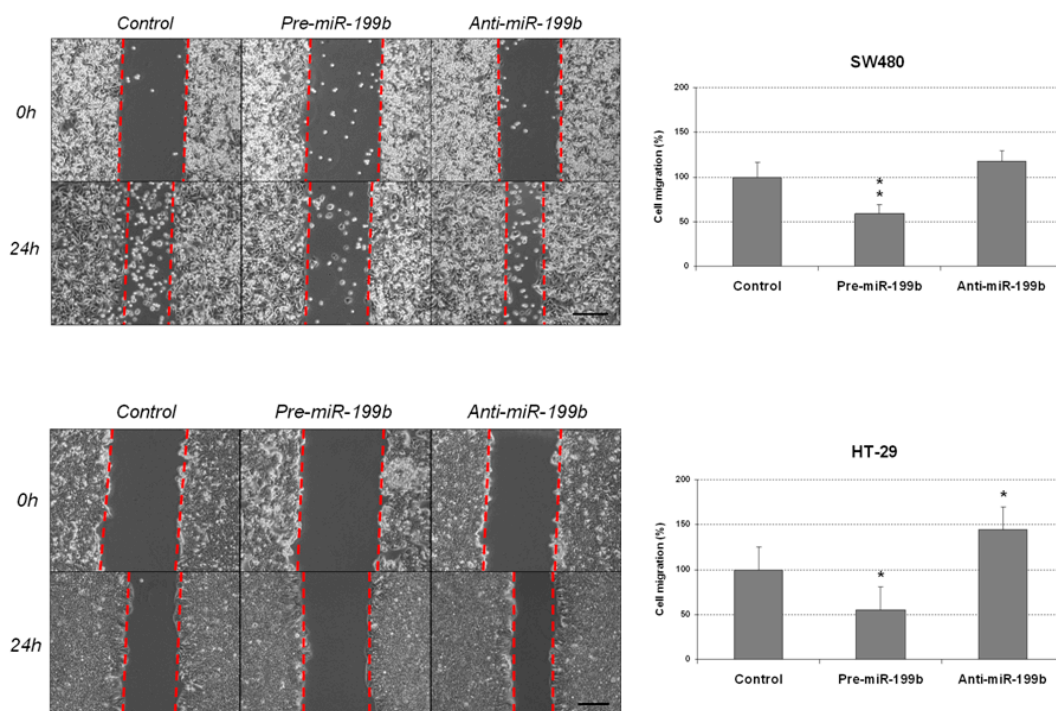 Control Pre-miR-199b Anti-miR-199b
0h
24h
SW480
Cell migration (%)
200
150
100
50
0
Control Pre-miR-199b Anti-miR-199b
**
Control Pre-miR-199b Anti-miR-199b
0h
24h
HT-29
Cell migration (%)
200
150
100
50
0
Control Pre-miR-199b Anti-miR-199b
* *